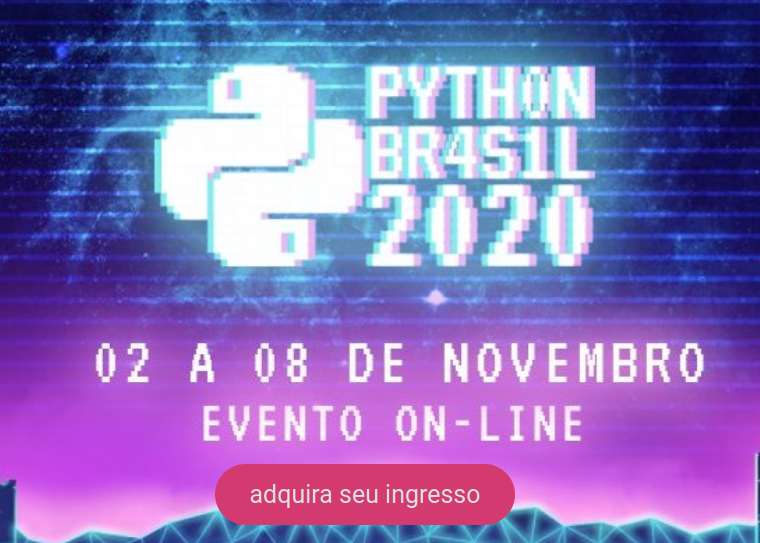 PYTH0N
BR4S1L
2020
02 A 08 DE NOVEMBRO
EVENTO ON-LINE
adquira seu ingresso